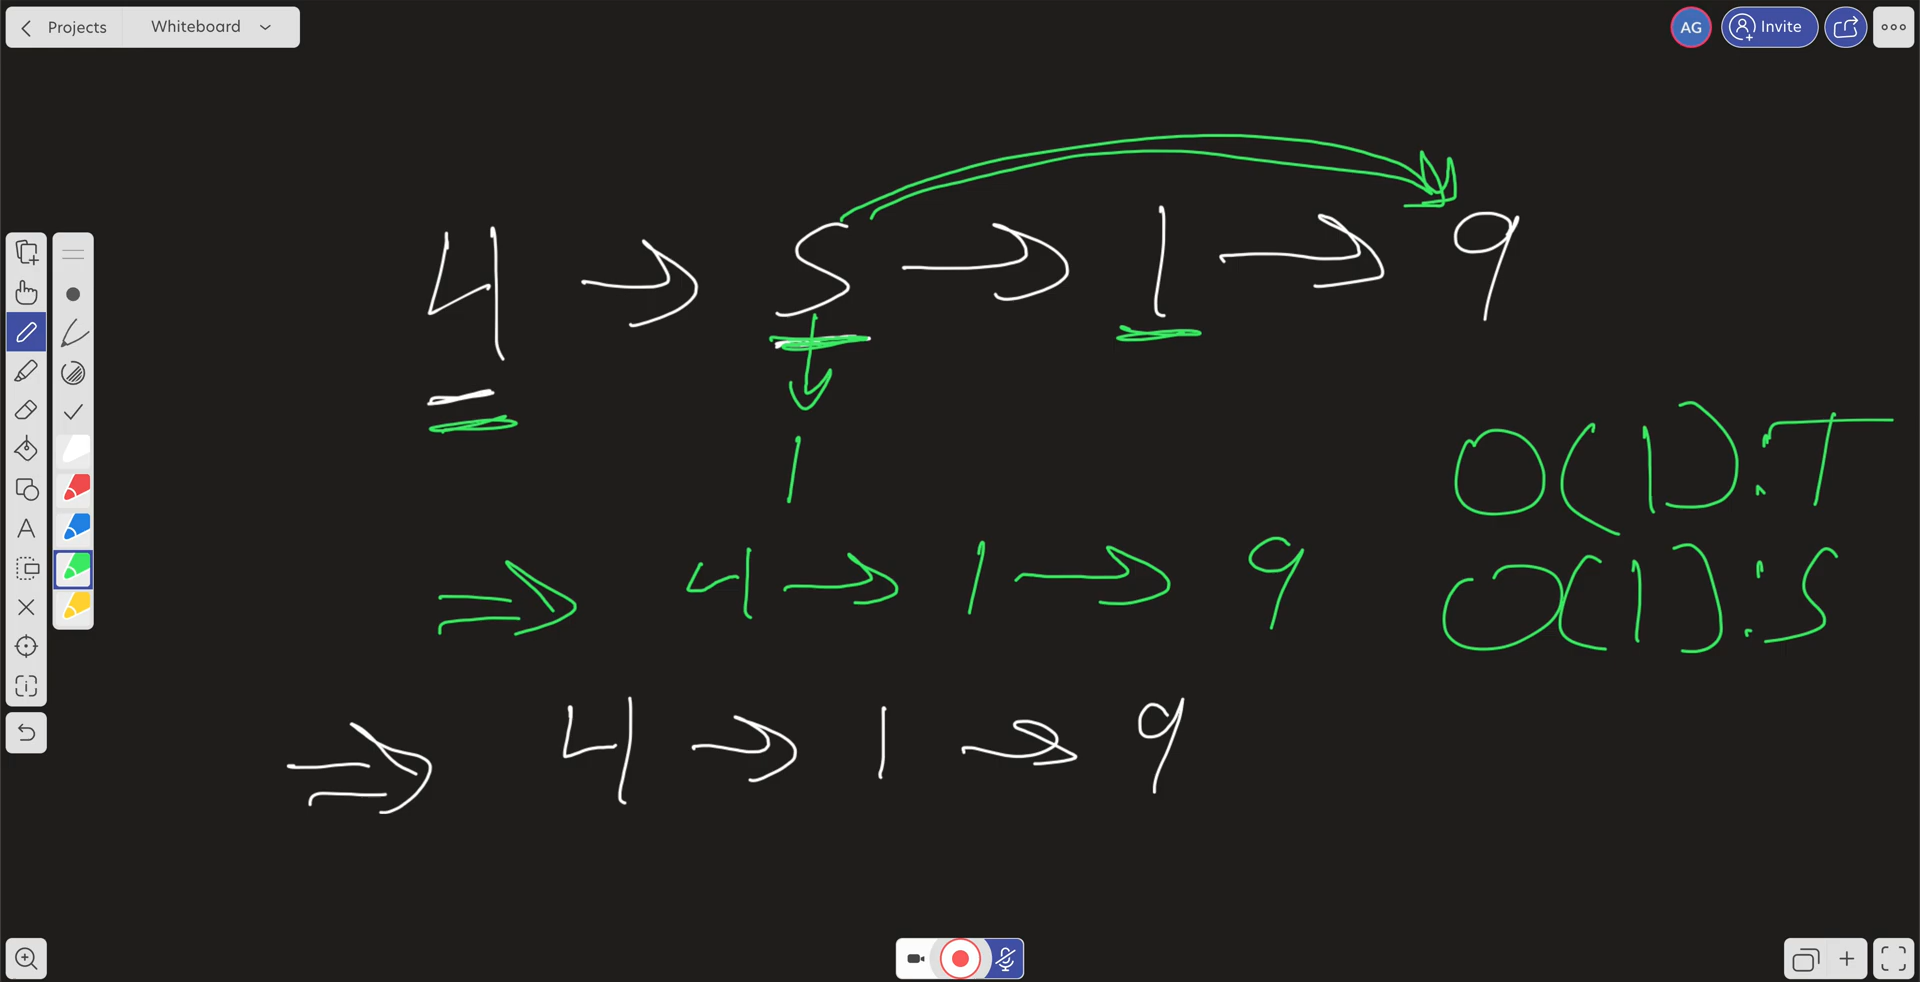 Projects Whiteboard AG Invite
4 → 5 → 1 → 9
1
O(1):T
⇒ 4 → 1 → 9 O(1):S
⇒ 4 → 1 → 9